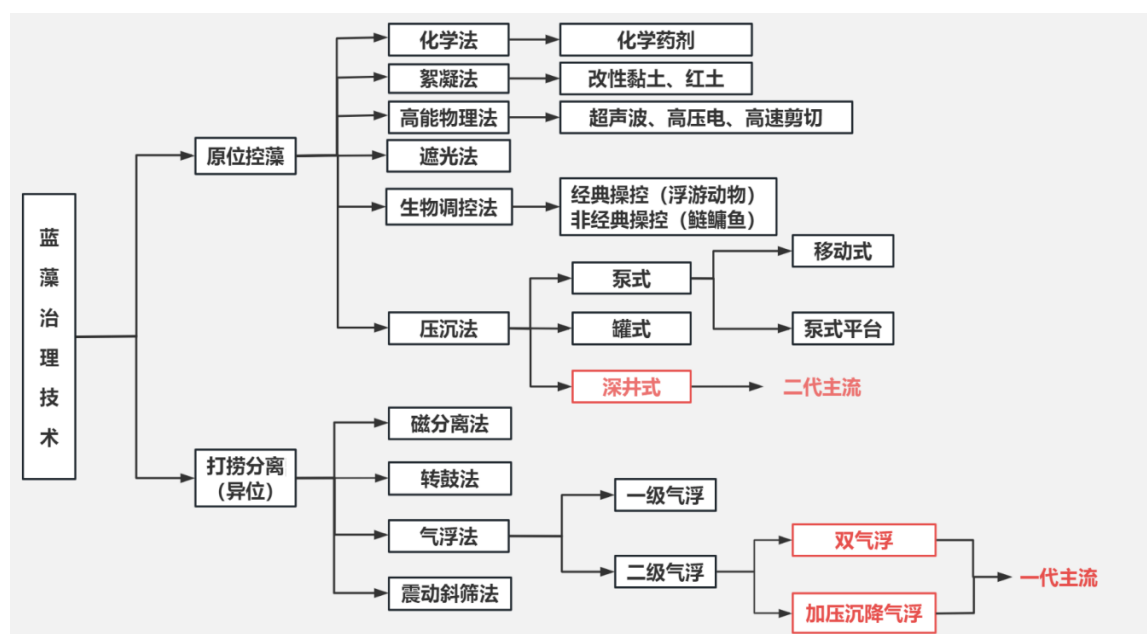 蓝藻治理技术
原位控藻
化学法
化学药剂
絮凝法
改性黏土、红土
高能物理法
超声波、高压电、高速剪切
遮光法
生物调控法
经典操控（浮游动物）
非经典操控（鲢鳙鱼）
压沉法
泵式
移动式
泵式平台
罐式
深井式
二代主流
打捞分离
（异位）
磁分离法
转鼓法
气浮法
一级气浮
二级气浮
双气浮
加压沉降气浮
一代主流
震动斜筛法